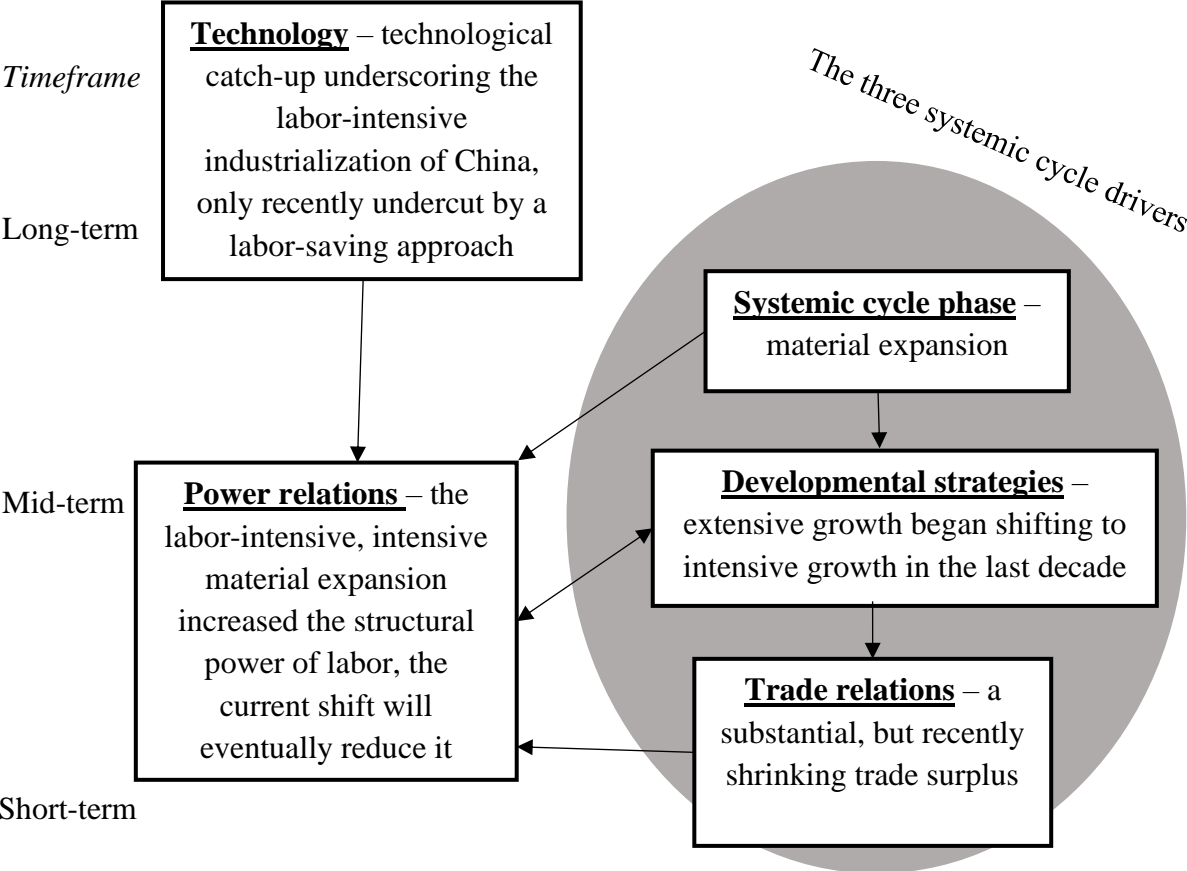 Technology – technological
catch-up underscoring the
labor-intensive
industrialization of China,
only recently undercut by a
labor-saving approach
Timeframe
Long-term
Mid-term
Short-term
The three systemic cycle drivers
Systemic cycle phase –
material expansion
Power relations – the
labor-intensive, intensive
material expansion
increased the structural
power of labor, the
current shift will
eventually reduce it
Developmental strategies –
extensive growth began shifting to
intensive growth in the last decade
Trade relations – a
substantial, but recently
shrinking trade surplus